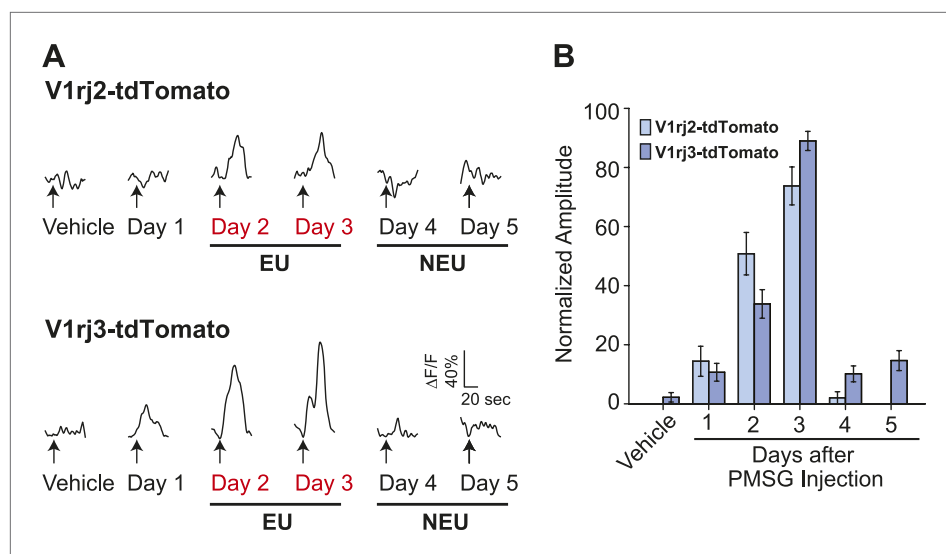 A
V1rj2-tdTomato
Vehicle Day 1 Day 2 Day 3 Day 4 Day 5
EU NEU
V1rj3-tdTomato
ΔF/F
40%
20 sec
Vehicle Day 1 Day 2 Day 3 Day 4 Day 5
EU NEU
B
Normalized Amplitude
100
80
60
40
20
0
V1rj2-tdTomato
V1rj3-tdTomato
Vehicle 1 2 3 4 5
Days after
PMSG Injection